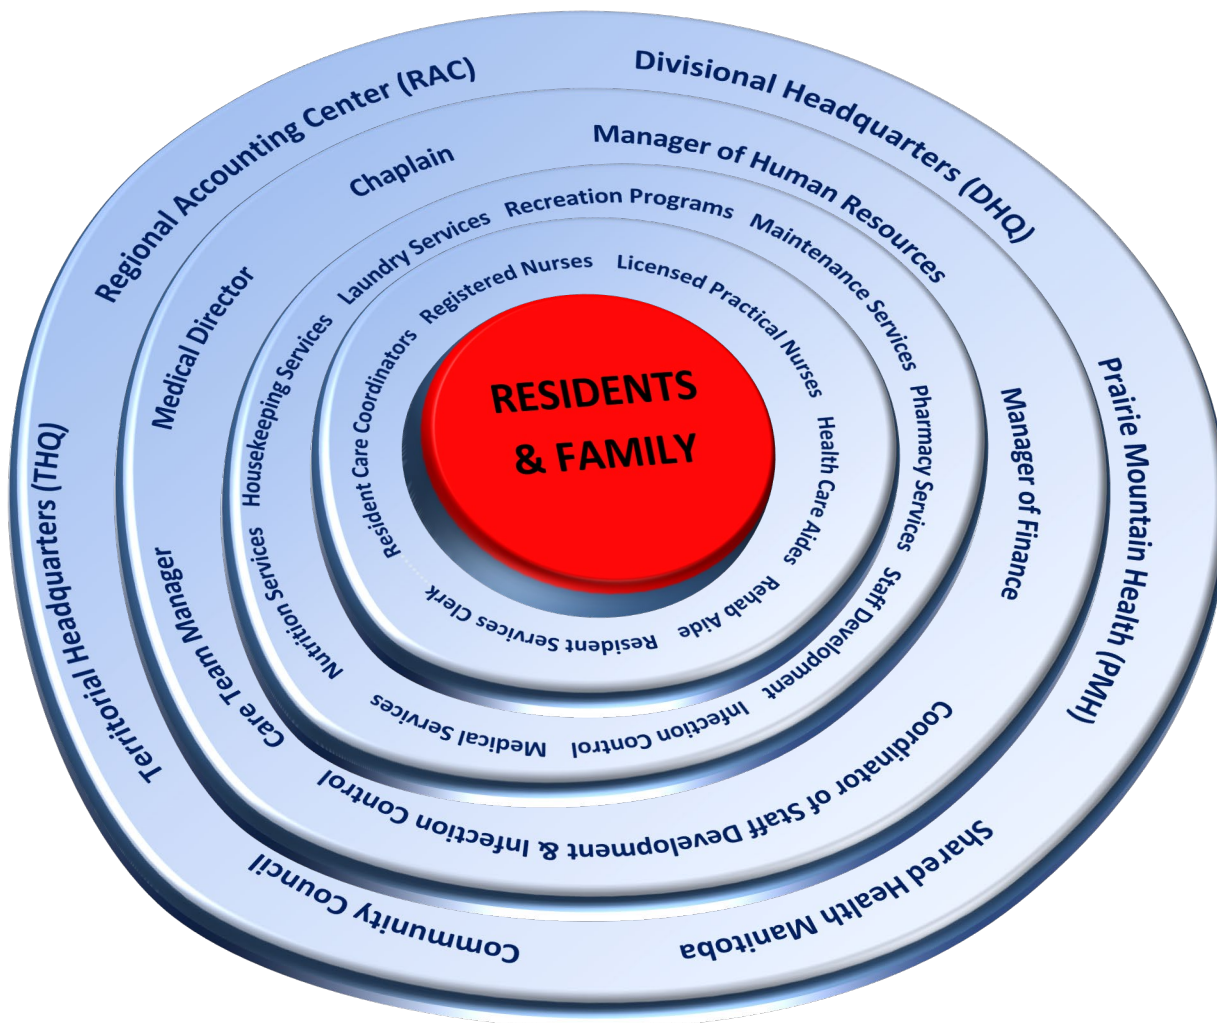 RESIDENTS
& FAMILY
Registered Nurses
Licensed Practical Nurses
Health Care Aides
Rehab Aide
Resident Services Clerk
Resident Care Coordinators
Recreation Programs
Maintenance Services
Pharmacy Services
Staff Development
Infection Control
Medical Services
Nutrition Services
Housekeeping Services
Laundry Services
Manager of Human Resources
Manager of Finance
Coordinator of Staff Development & Infection Control
Care Team Manager
Medical Director
Chaplain
Divisional Headquarters (DHQ)
Prairie Mountain Health (PMH)
Shared Health Manitoba
Community Council
Territorial Headquarters (THQ)
Regional Accounting Center (RAC)